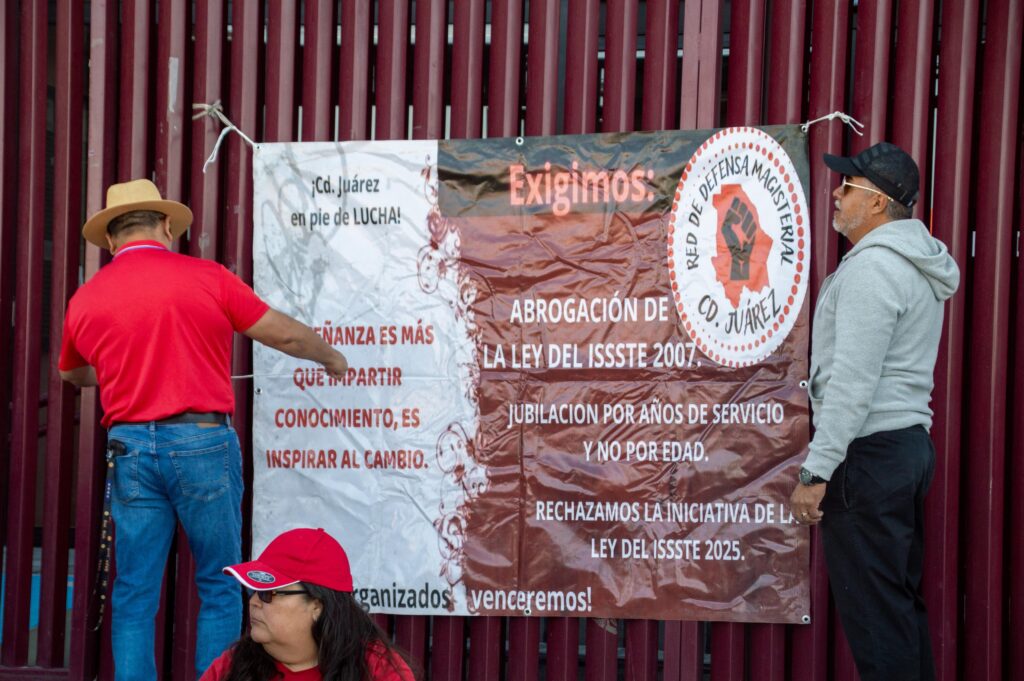 ¡Cd. Juárez
en pie de LUCHA!
EÑANZA ES MÁS
QUE IMPARTIR
CONOCIMIENTO, ES
INSPIRAR AL CAMBIO.
Exigimos:
ABROGACIÓN DE
LA LEY DEL ISSSTE 2007.
JUBILACION POR AÑOS DE SERVICIO
Y NO POR EDAD.
RECHAZAMOS LA INICIATIVA DE LA
LEY DEL ISSSTE 2025.
organizados venceremos!
RED DE DEFENSA MAGISTERIAL
CD. JUÁREZ